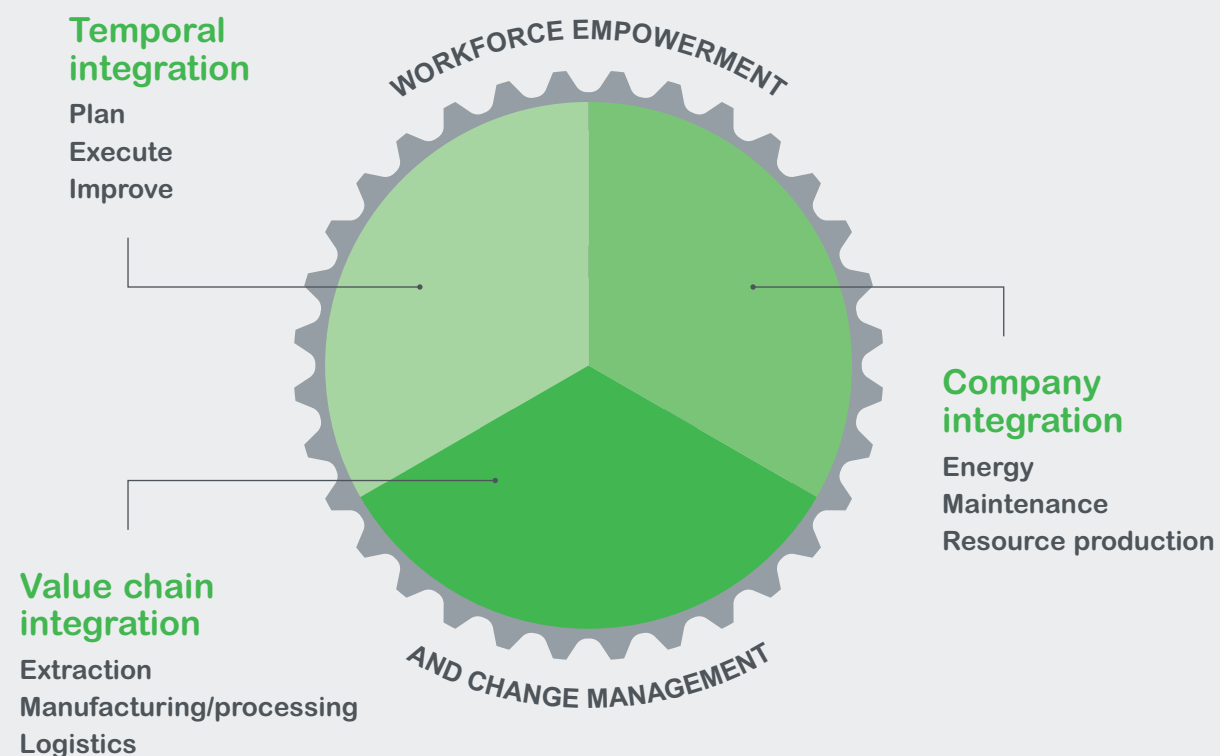 Temporal
integration
Plan
Execute
Improve
WORKFORCE EMPOWERMENT
Company
integration
Energy
Maintenance
Resource production
Value chain
integration
Extraction
Manufacturing/processing
Logistics
AND CHANGE MANAGEMENT